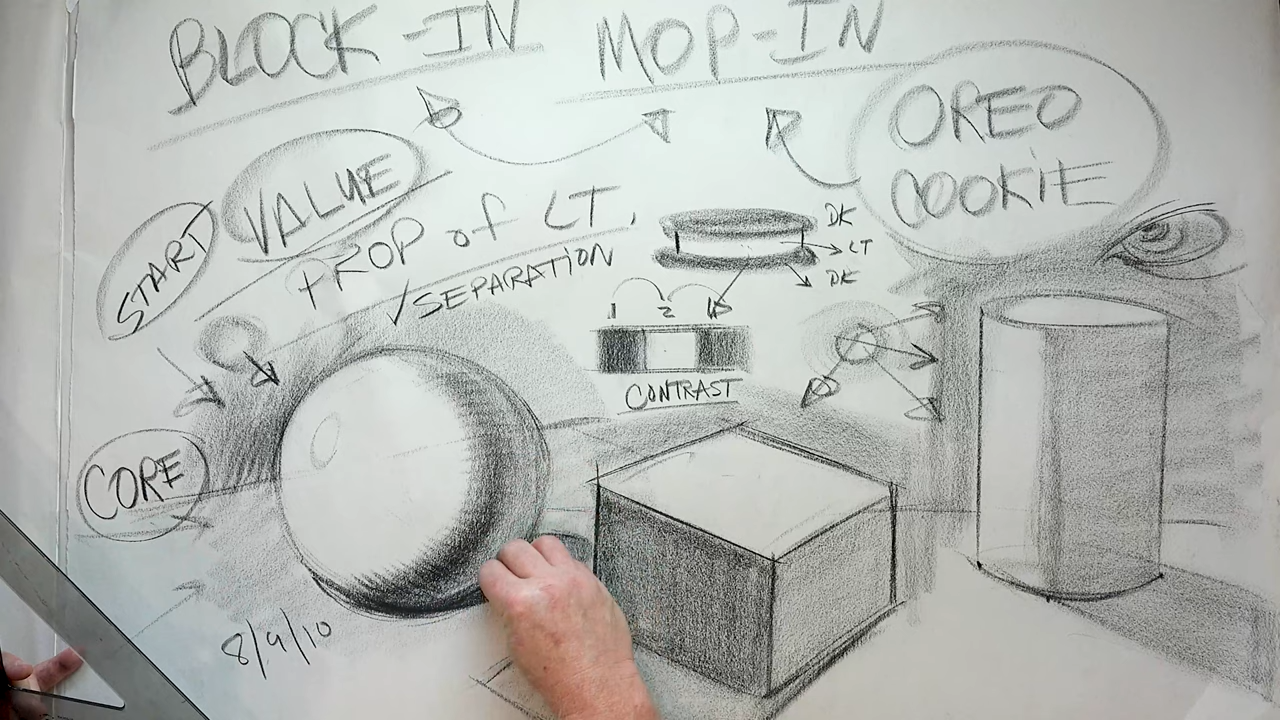 BLOCK-IN MOP-IN
OREO
COOKiE
START VALUE
PROP of LT.
✓SEPARATiON
DK
LT
DK
1 2
CONTRAST
CORE
8/9/10